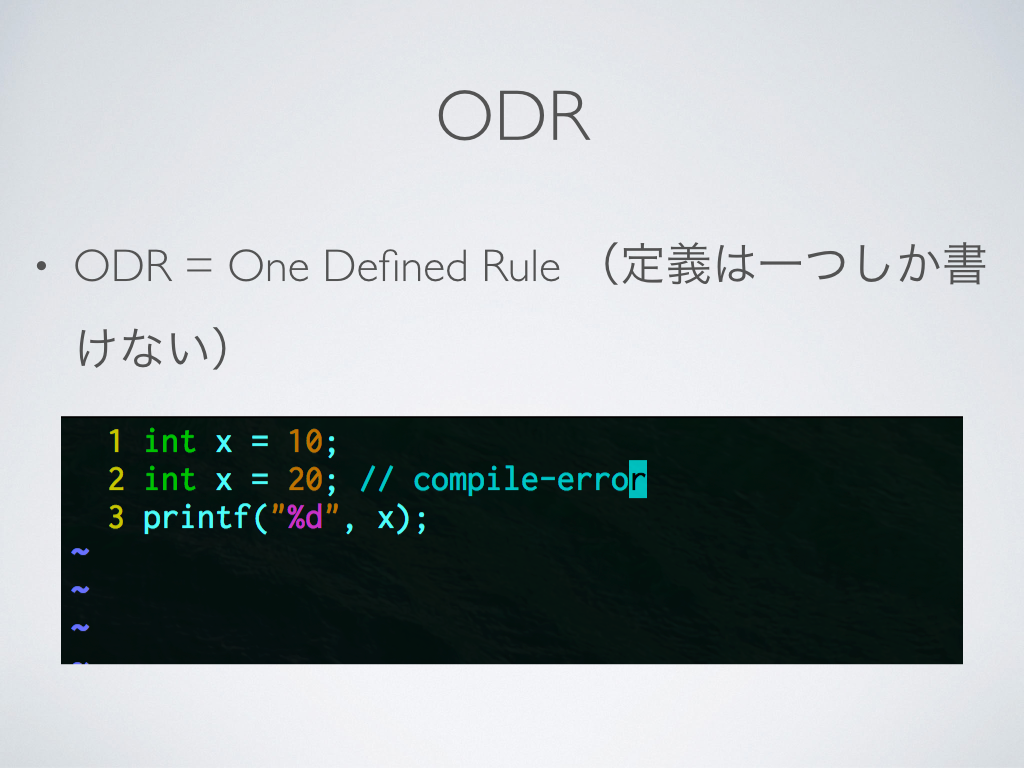 ODR
• ODR = One Defined Rule （定義は一つしか書
けない）
1 int x = 10;
2 int x = 20; // compile-error
3 printf("%d", x);
~
~
~
~